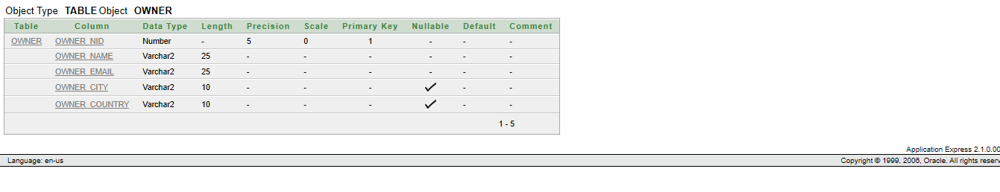 Object Type TABLE Object OWNER
Table Column Data Type Length Precision Scale Primary Key Nullable Default Comment
OWNER OWNER_NID Number - 5 0 1 - - -
OWNER_NAME Varchar2 25 - - - - - -
OWNER_EMAIL Varchar2 25 - - - - - -
OWNER_CITY Varchar2 10 - - - ✓ - -
OWNER_COUNTRY Varchar2 10 - - - ✓ - -
1 - 5
Application Express 2.1.0.00
Language: en-us Copyright © 1999, 2006, Oracle. All rights reserv